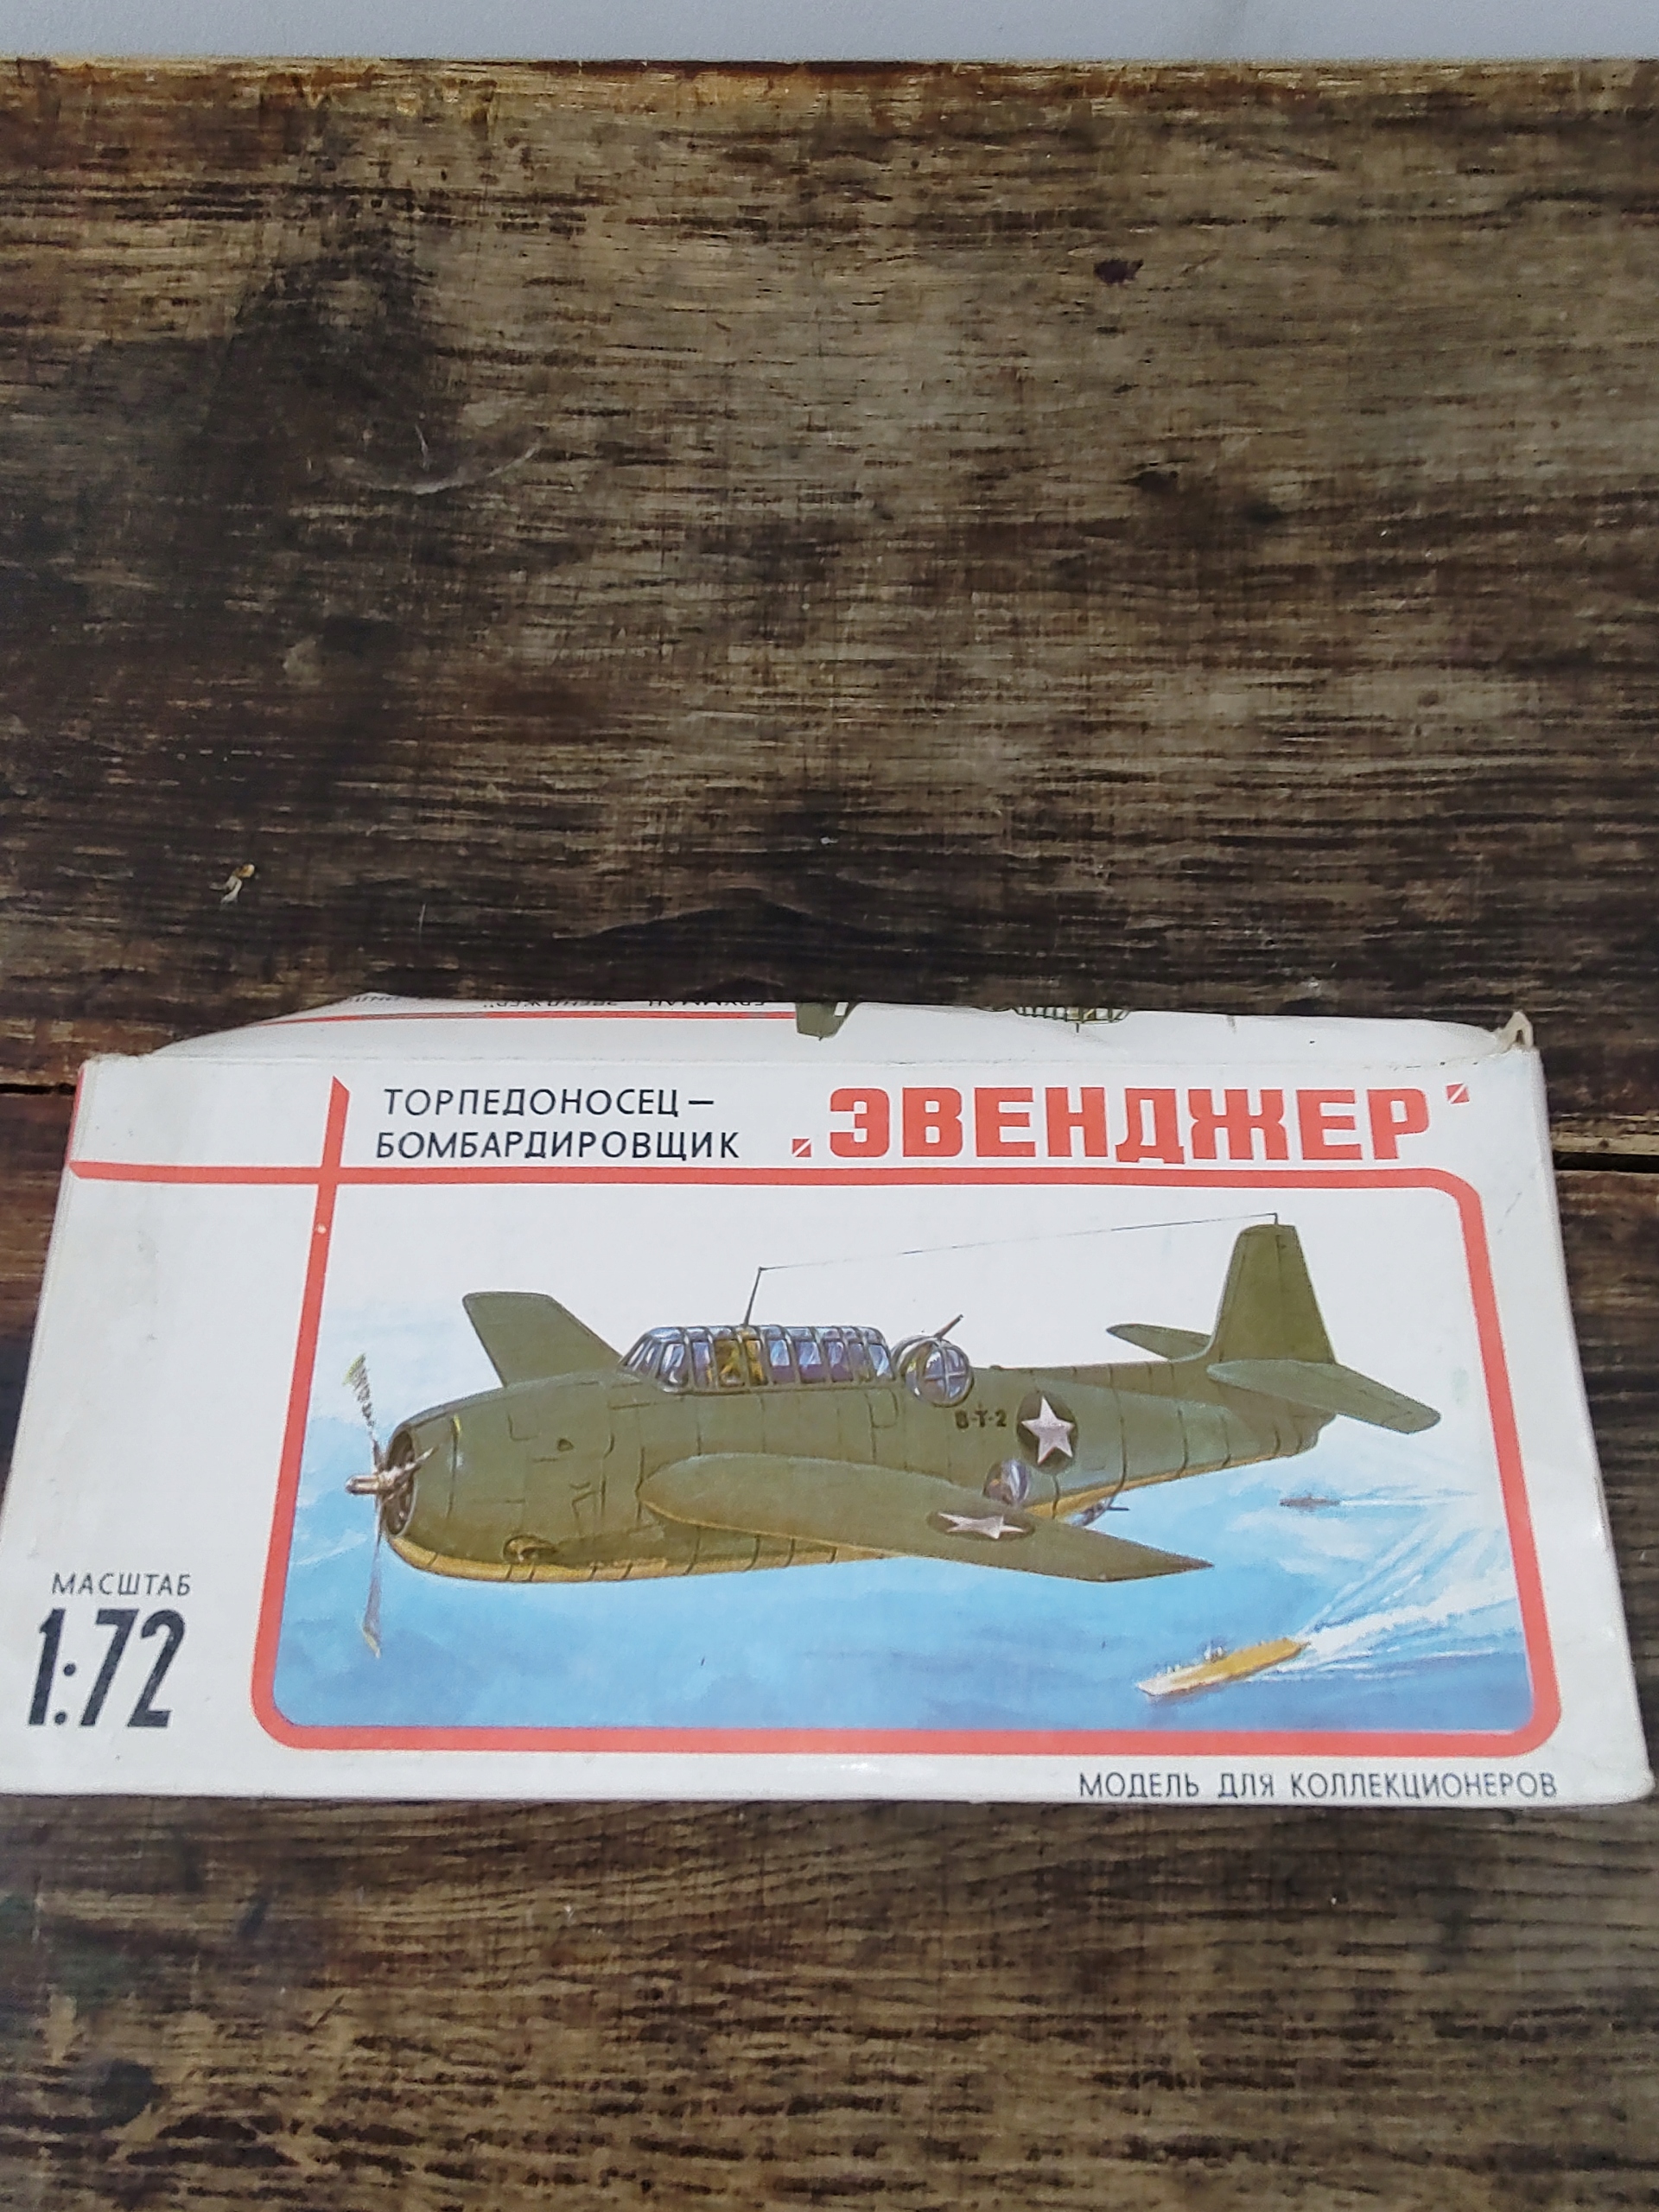 ТОРПЕДОНОСЕЦ—
БОМБАРДИРОВЩИК
„ЭВЕНДЖЕР"
B-T-2
МАСШТАБ
1:72
МОДЕЛЬ ДЛЯ КОЛЛЕКЦИОНЕРОВ